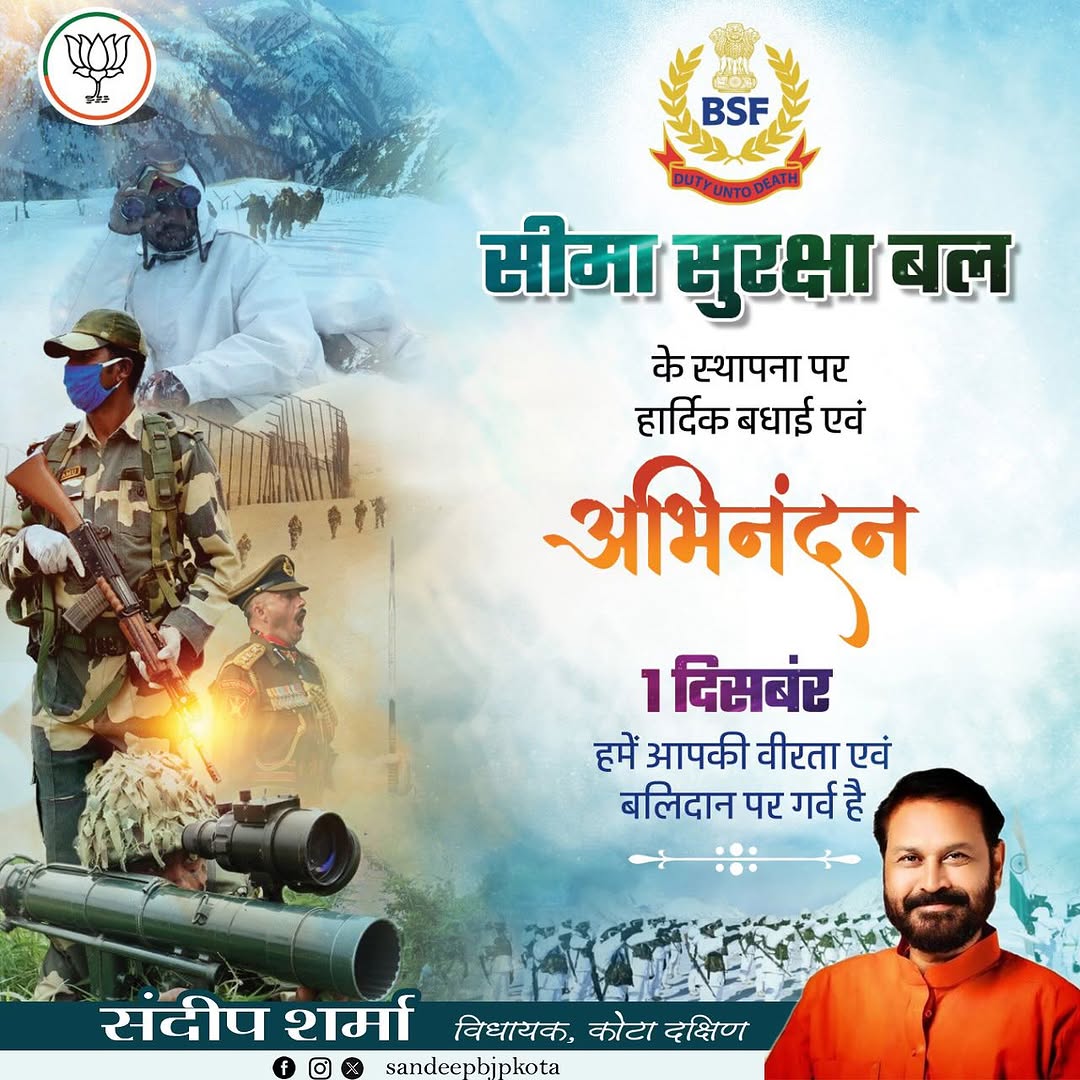 BSF
DUTY UNTO DEATH
सीमा सुरक्षा बल
के स्थापना पर
हार्दिक बधाई एवं
अभिनंदन
1 दिसबंर
हमें आपकी वीरता एवं
बलिदान पर गर्व है
संदीप शर्मा विधायक, कोटा दक्षिण
sandeepbjpkota